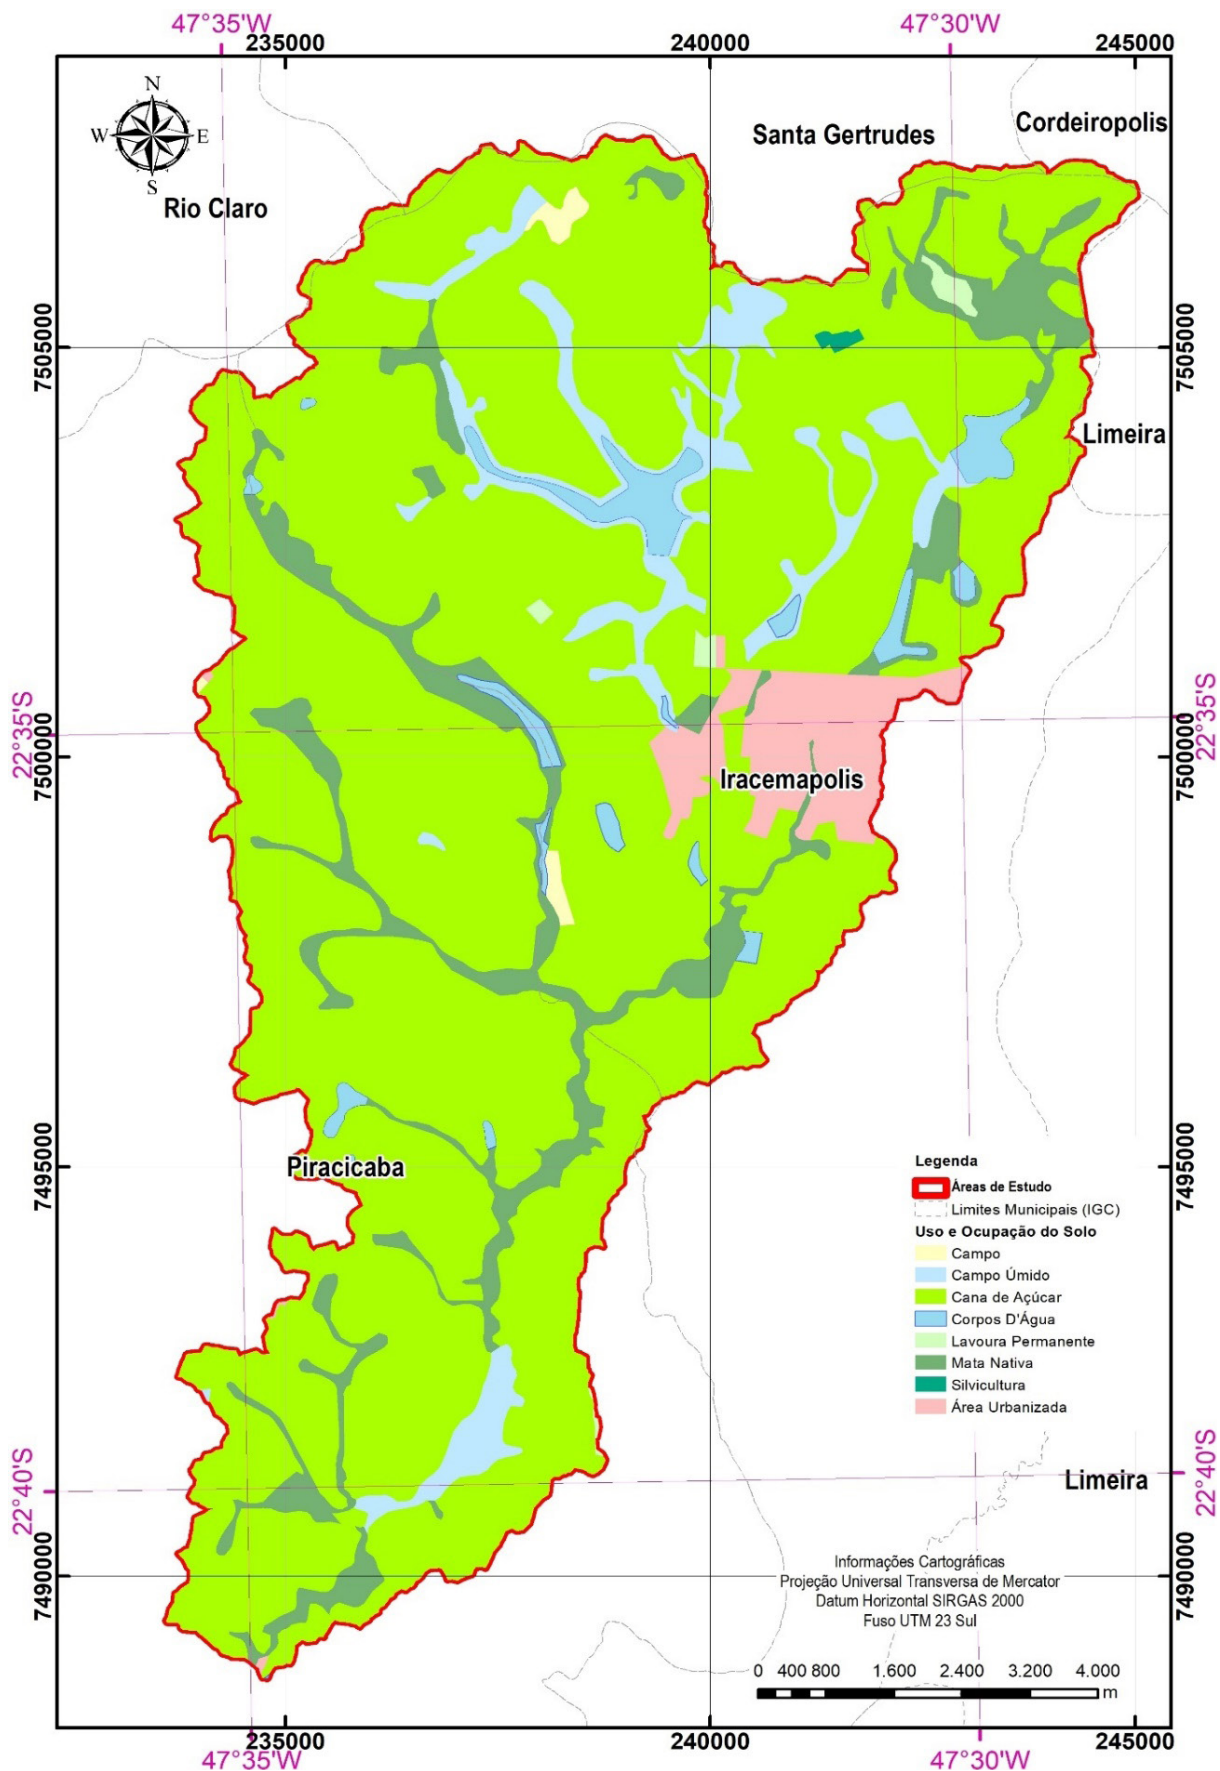 47°35'W
47°30'W
235000
240000
245000
N
W
E
S
Rio Claro
Santa Gertrudes
Cordeiropolis
7505000
7505000
Limeira
22°35'S
22°35'S
7500000
7500000
Iracemapolis
7495000
7495000
Piracicaba
Legenda
Áreas de Estudo
Limites Municipais (IGC)
Uso e Ocupação do Solo
Campo
Campo Úmido
Cana de Açúcar
Corpos D'Água
Lavoura Permanente
Mata Nativa
Silvicultura
Área Urbanizada
22°40'S
22°40'S
Limeira
7490000
7490000
Informações Cartográficas
Projeção Universal Transversa de Mercator
Datum Horizontal SIRGAS 2000
Fuso UTM 23 Sul
0 400 800 1.600 2.400 3.200 4.000
m
235000
240000
245000
47°35'W
47°30'W